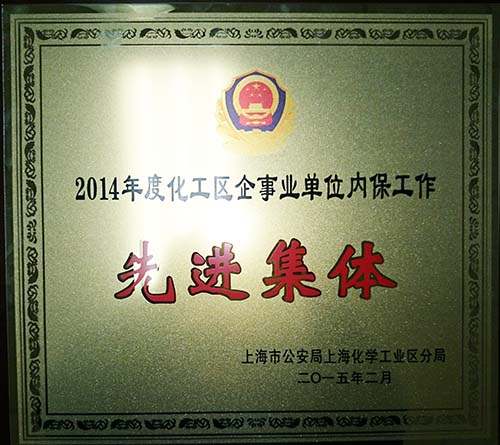 2014年度化工区企事业单位内保工作
先进集体
上海市公安局上海化学工业区分局
二〇一五年二月